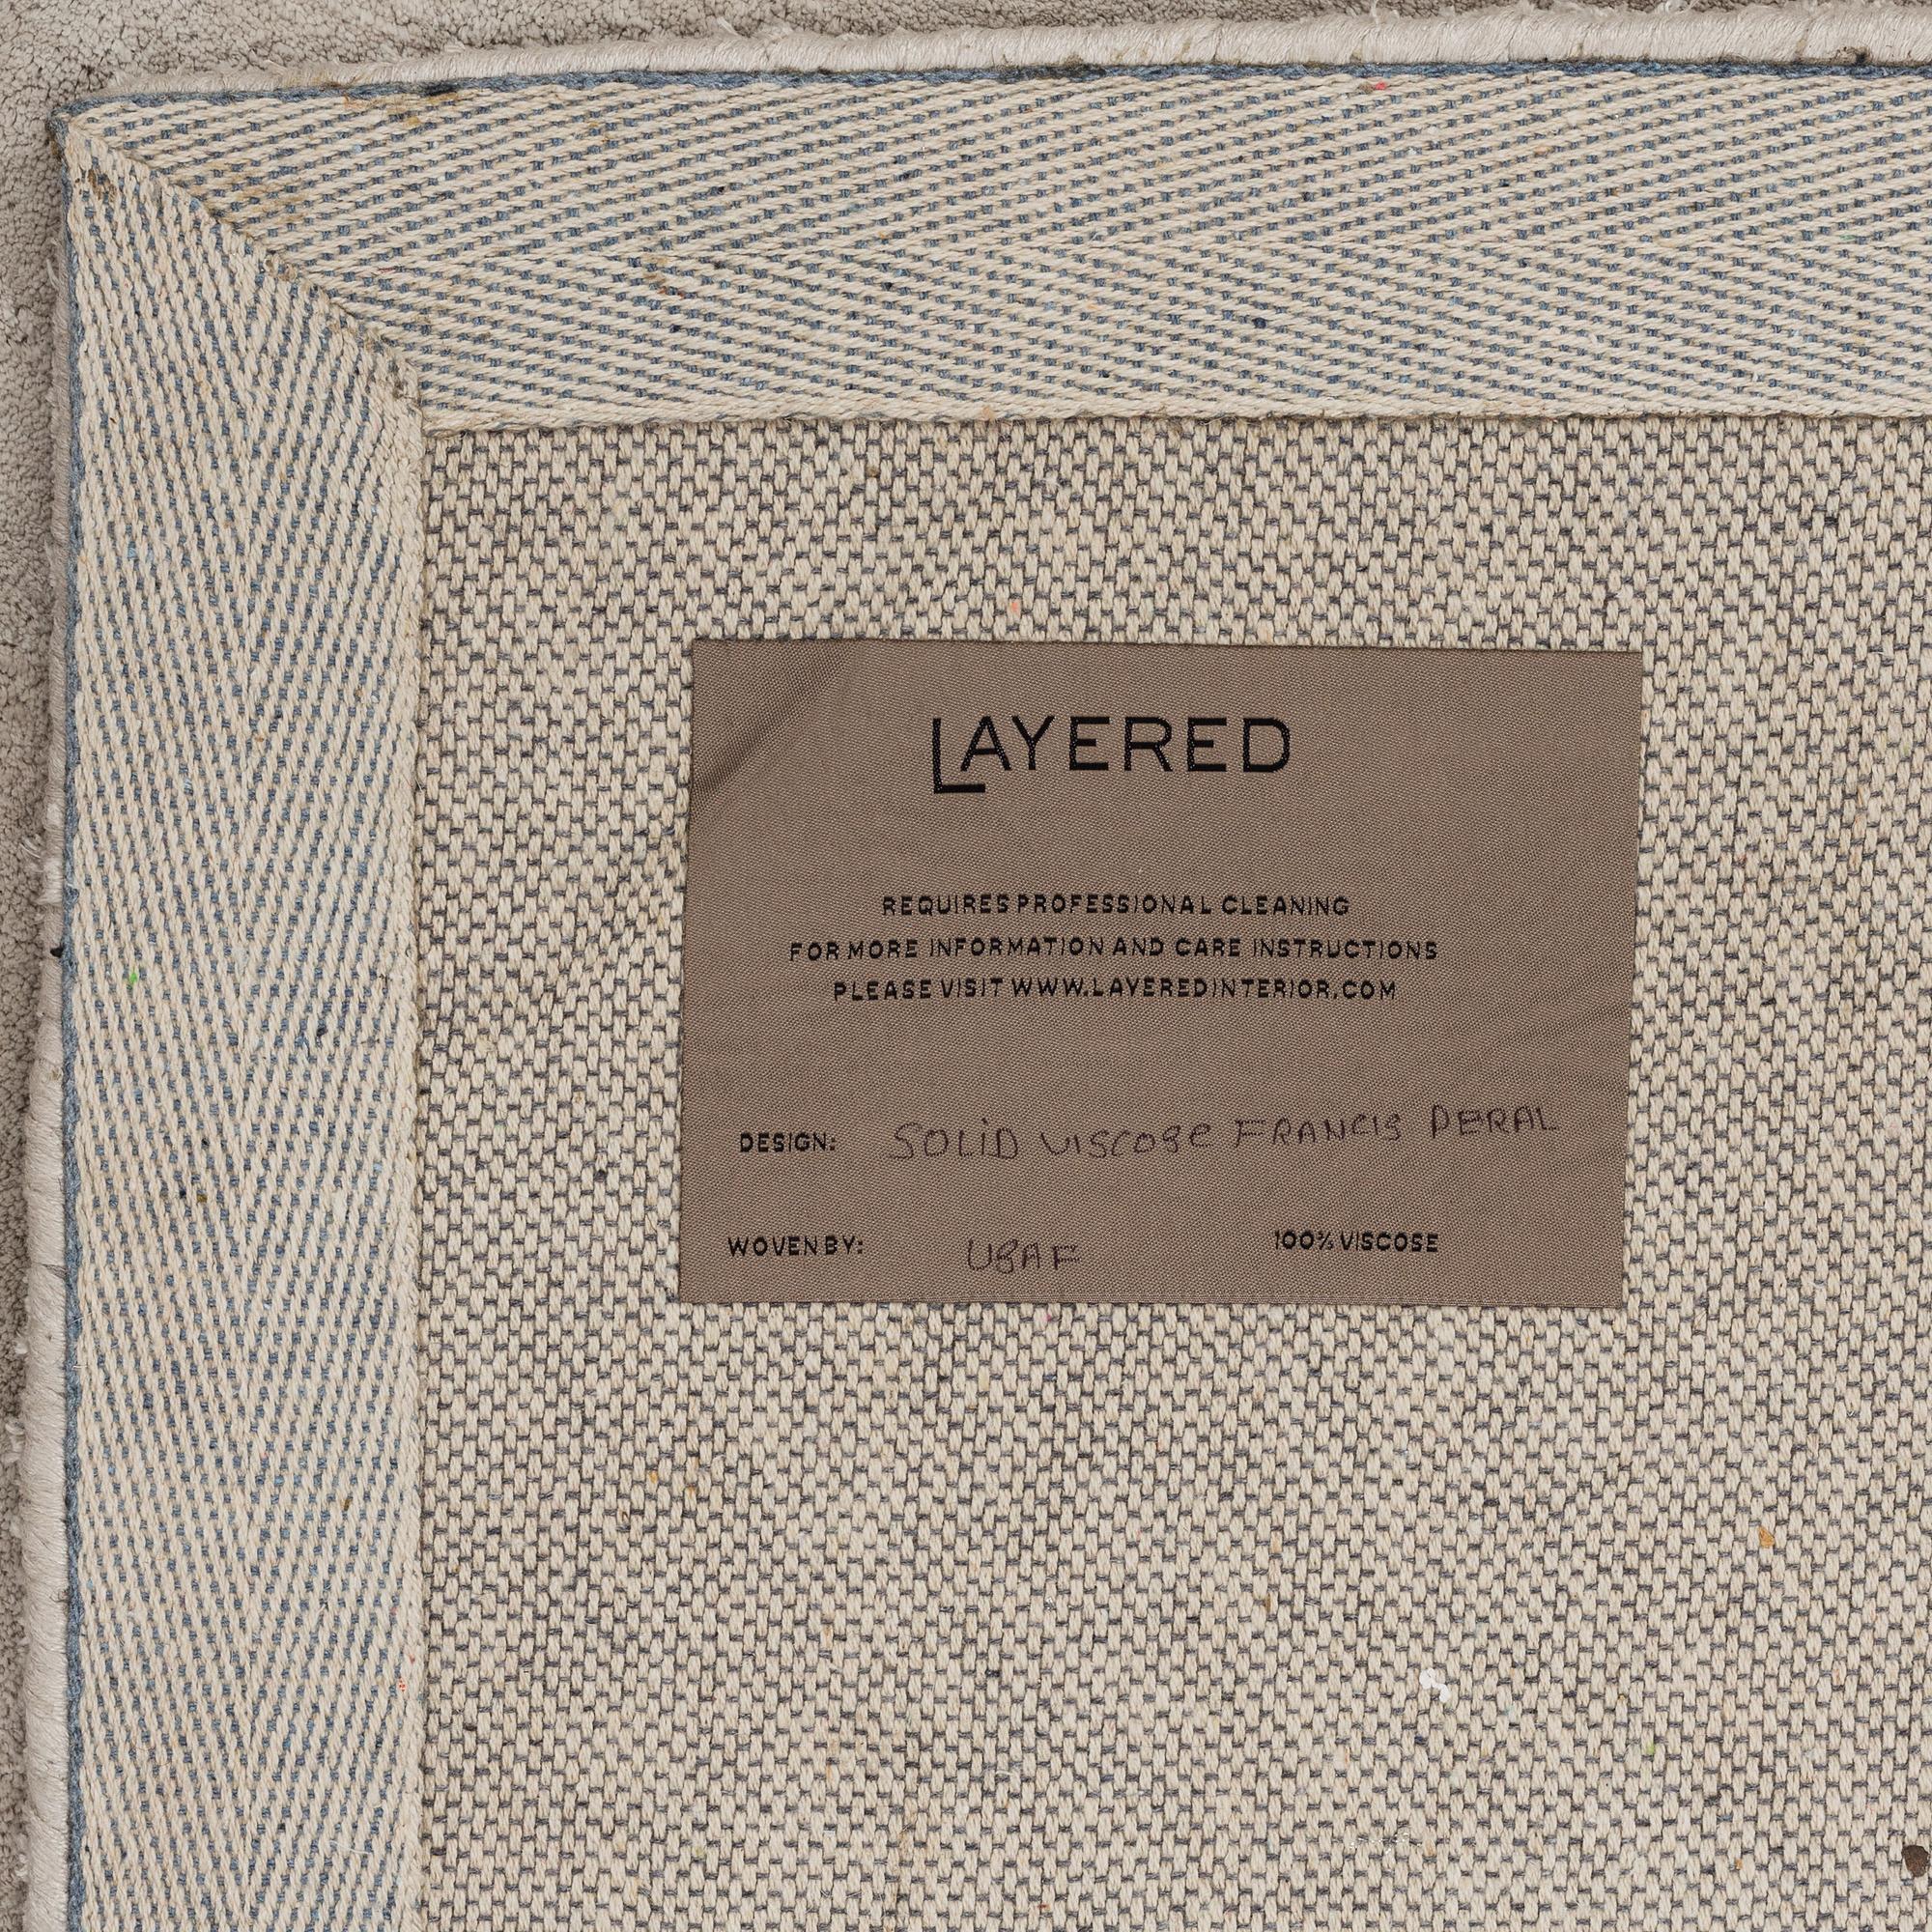 LAYERED
REQUIRES PROFESSIONAL CLEANING
FOR MORE INFORMATION AND CARE INSTRUCTIONS
PLEASE VISIT WWW.LAYEREDINTERIOR.COM
DESIGN: SOLID VISCOSE FRANCIS PERAL
WOVEN BY: USAF 100% VISCOSE